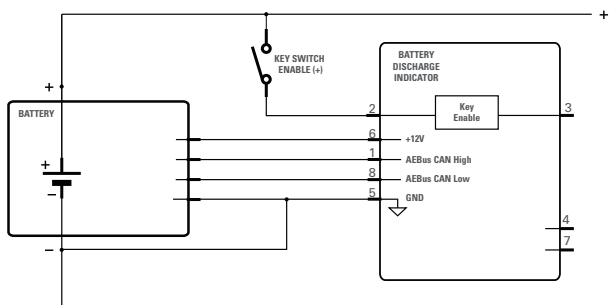 +
KEY SWITCH
ENABLE (+)
BATTERY
DISCHARGE
INDICATOR
+
BATTERY
2
Key
Enable
3
6
+12V
1
AEBus CAN High
+
8
AEBus CAN Low
–
5
GND
4
–
7